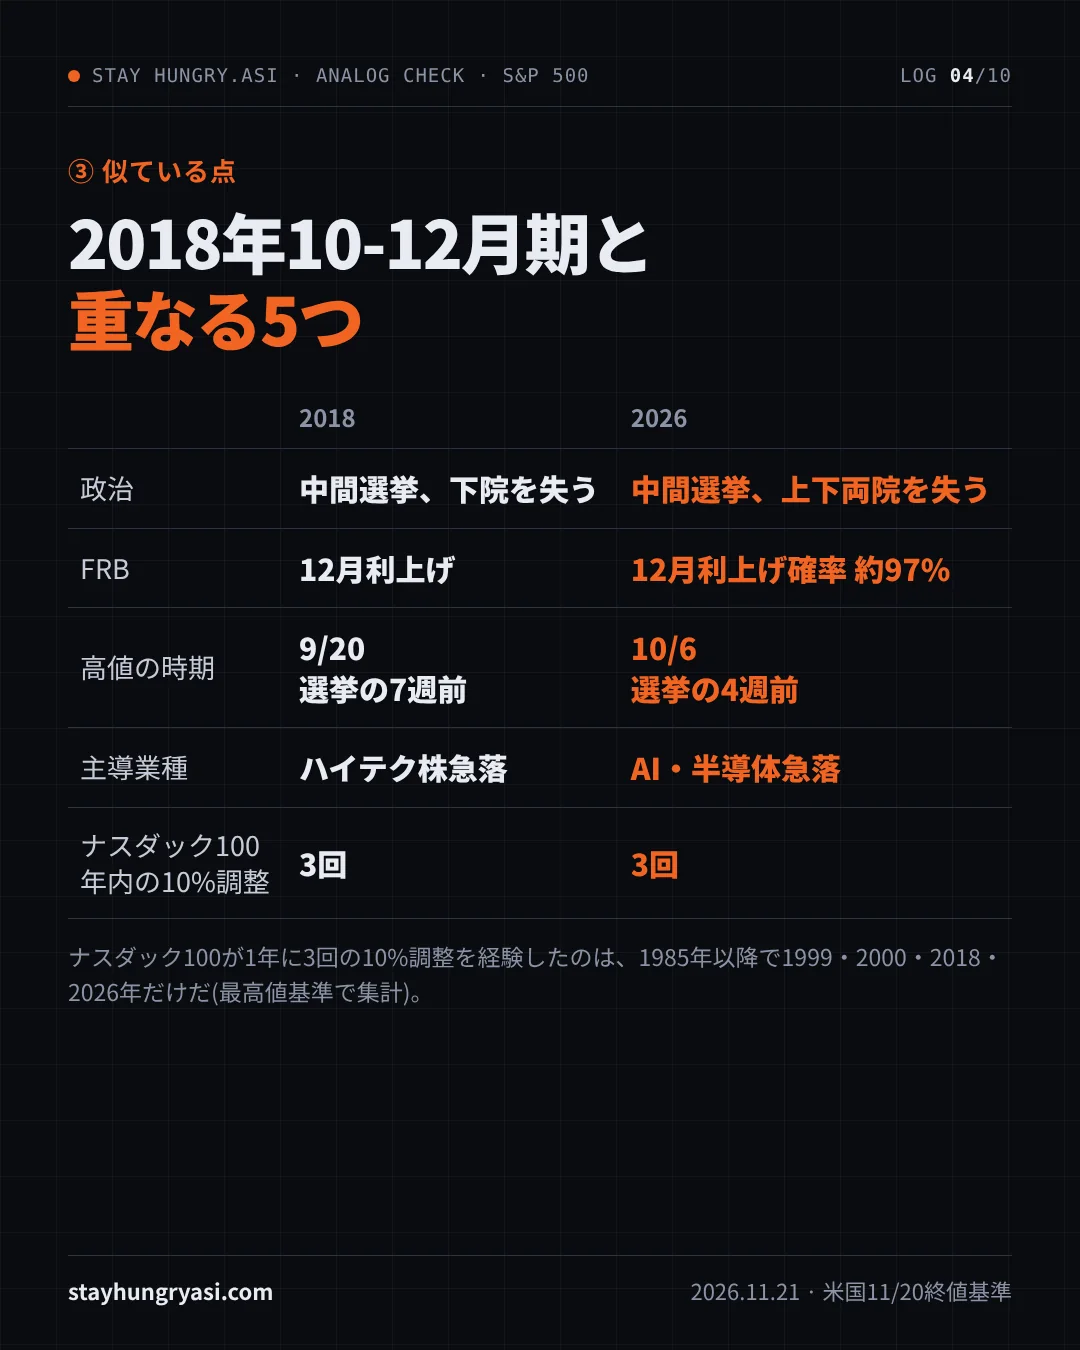 STAY HUNGRY.ASI · ANALOG CHECK · S&P 500
LOG 04/10
③ 似ている点
2018年10-12月期と
重なる5つ
2018 2026
政治 中間選挙、下院を失う 中間選挙、上下両院を失う
FRB 12月利上げ 12月利上げ確率 約97%
高値の時期
9/20
選挙の7週前
10/6
選挙の4週前
主導業種 ハイテク株急落 AI・半導体急落
ナスダック100
年内の10%調整
3回 3回
ナスダック100が1年に3回の10%調整を経験したのは、1985年以降で1999・2000・2018・
2026年だけだ(最高値基準で集計)。
stayhungryasi.com
2026.11.21 · 米国11/20終値基準